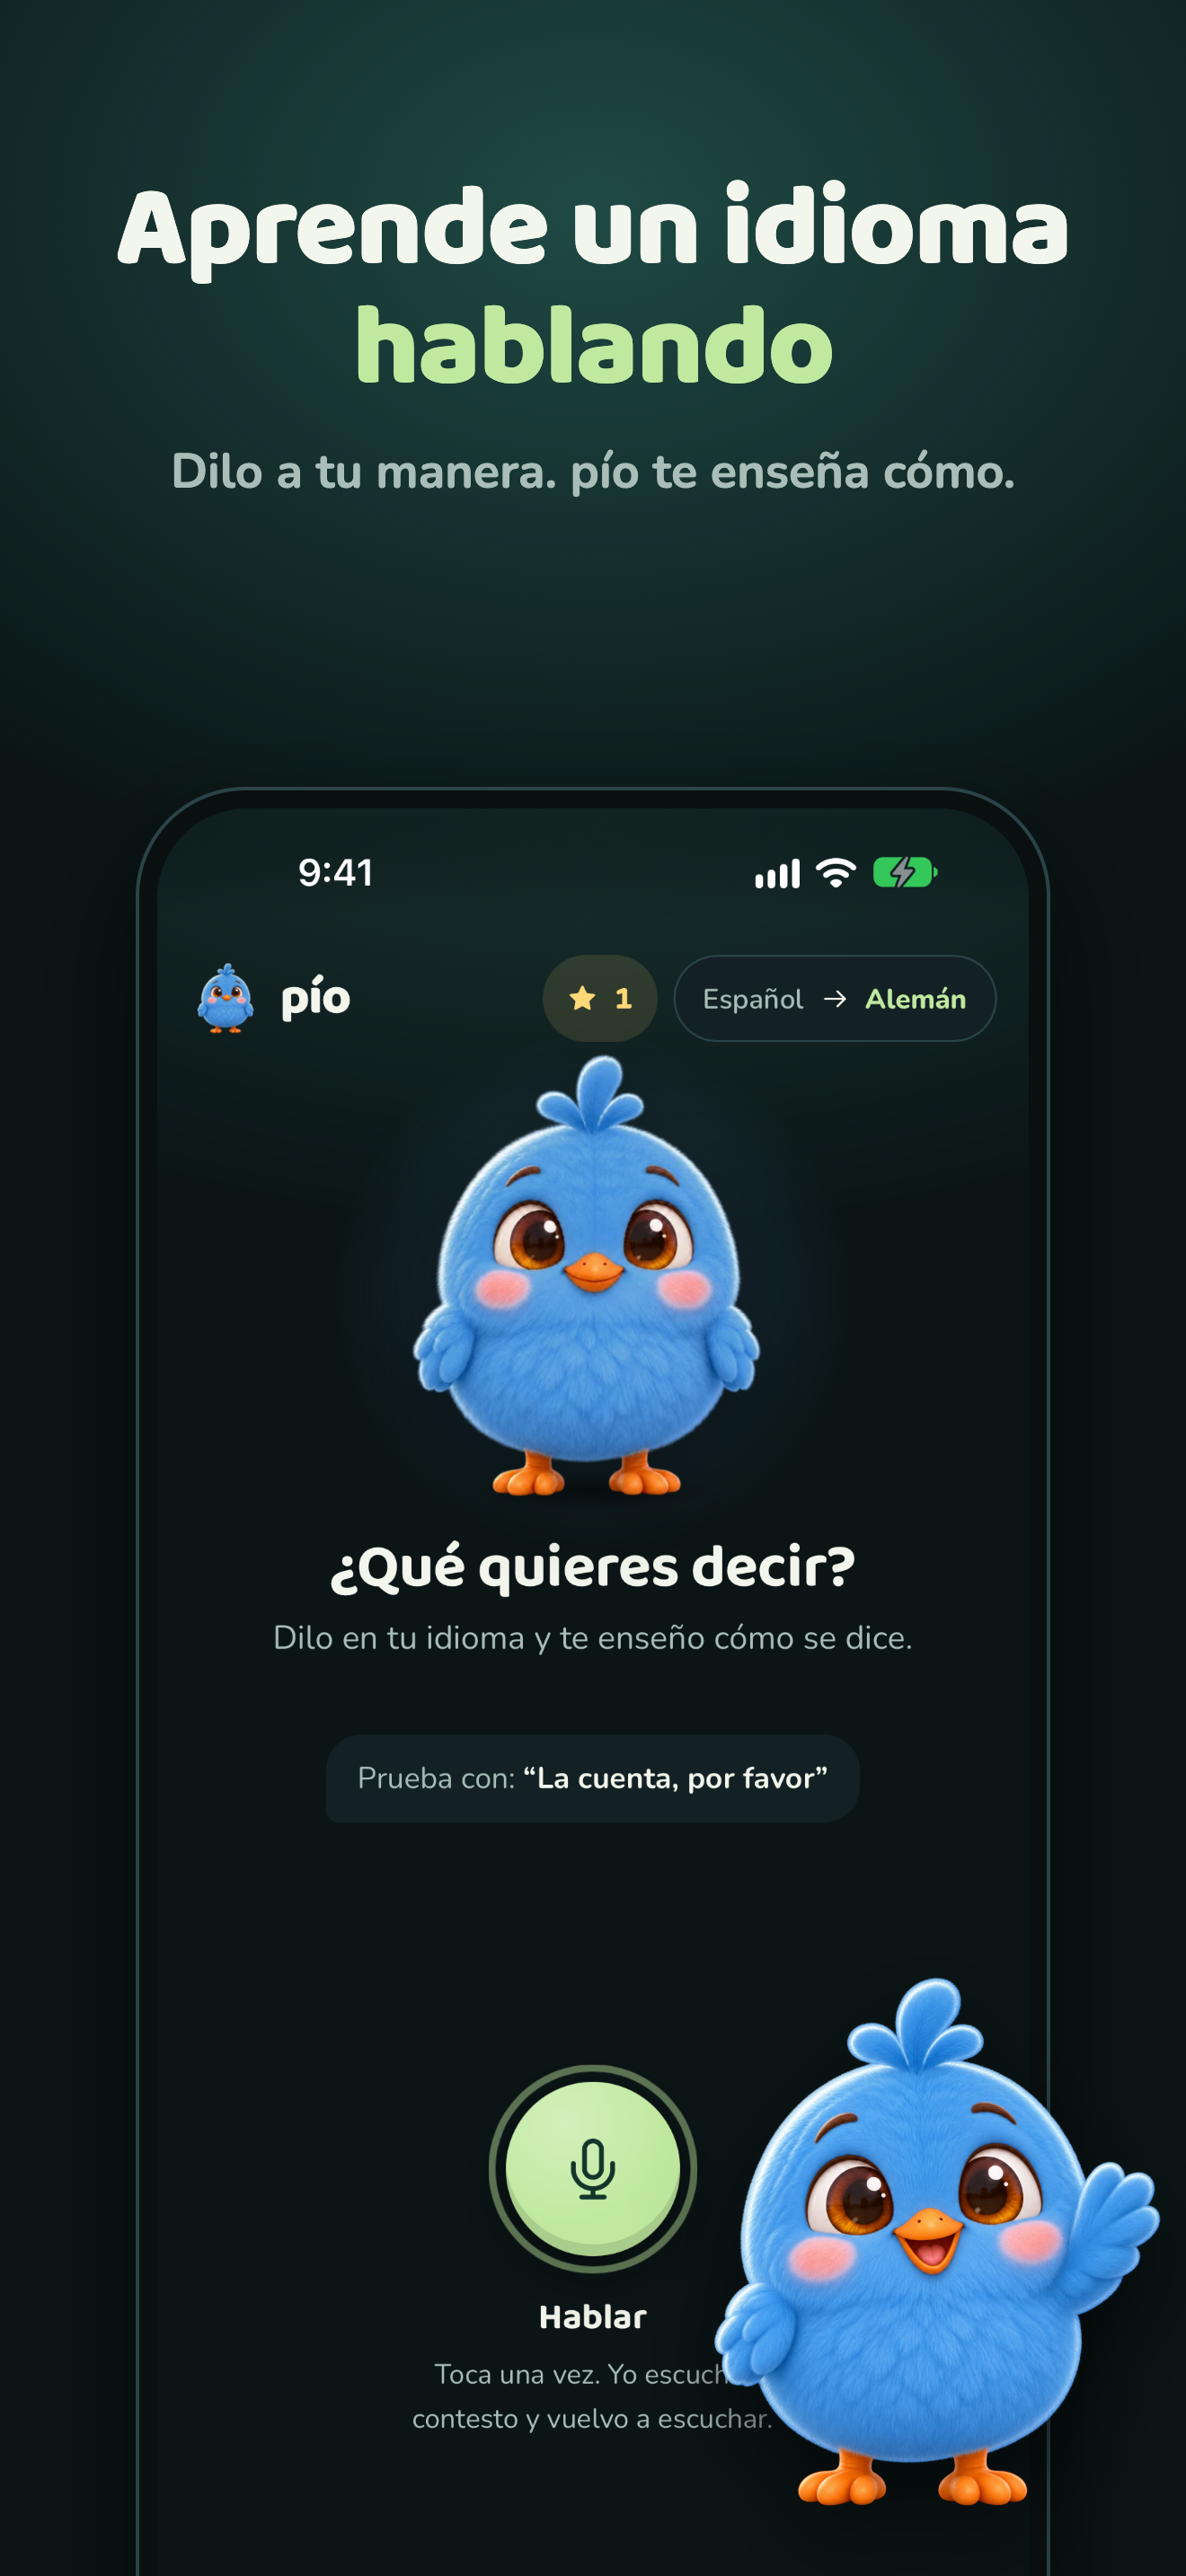 Aprende un idioma
hablando
Dilo a tu manera. pío te enseña cómo.
9:41
pío
1
Español → Alemán
¿Qué quieres decir?
Dilo en tu idioma y te enseño cómo se dice.
Prueba con: “La cuenta, por favor”
Hablar
Toca una vez. Yo
contesto y vuelvo a escuchar.